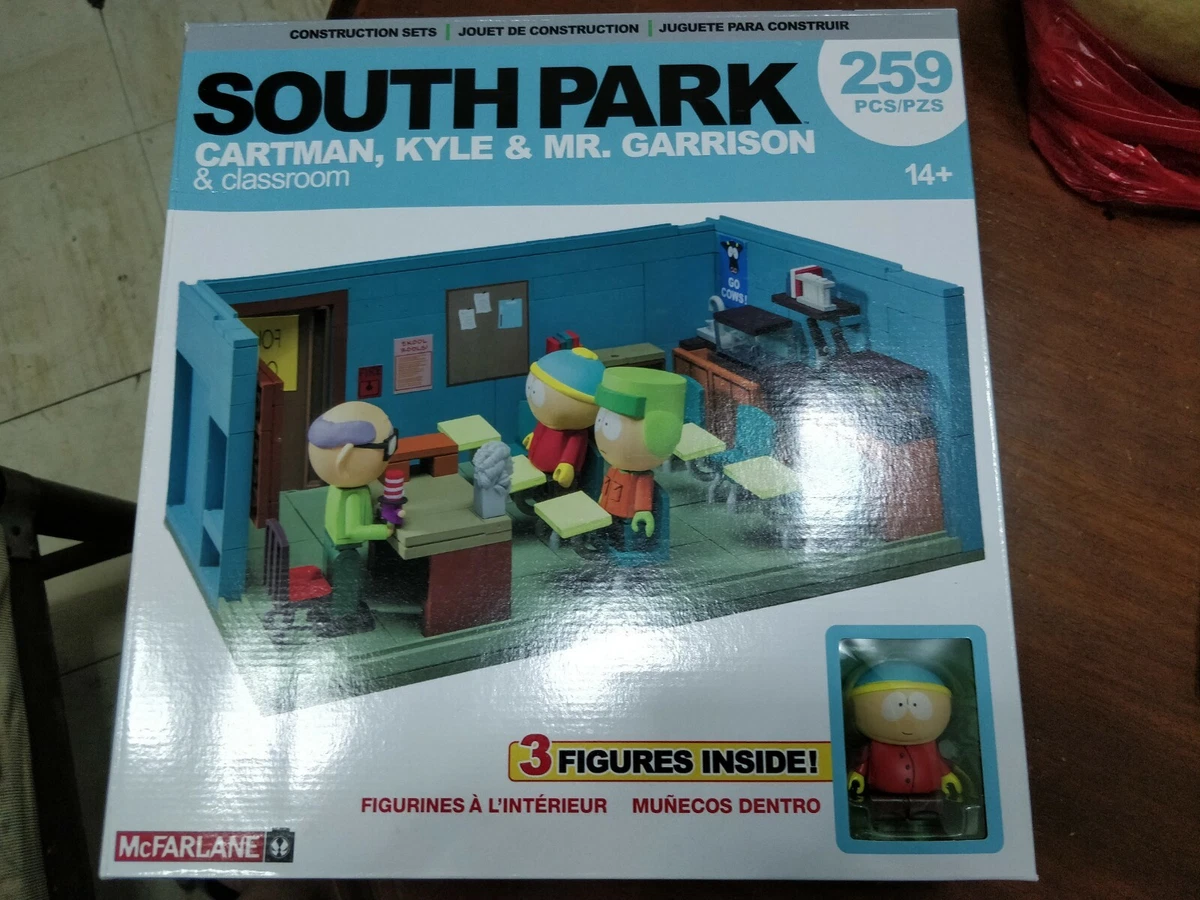 CONSTRUCTION SETS | JOUET DE CONSTRUCTION | JUGUETE PARA CONSTRUIR
SOUTH PARK
259
PCS/PZS
CARTMAN, KYLE & MR. GARRISON
& classroom
14+
GO
COWS!
3 FIGURES INSIDE!
FIGURINES À L'INTÉRIEUR MUÑECOS DENTRO
McFARLANE